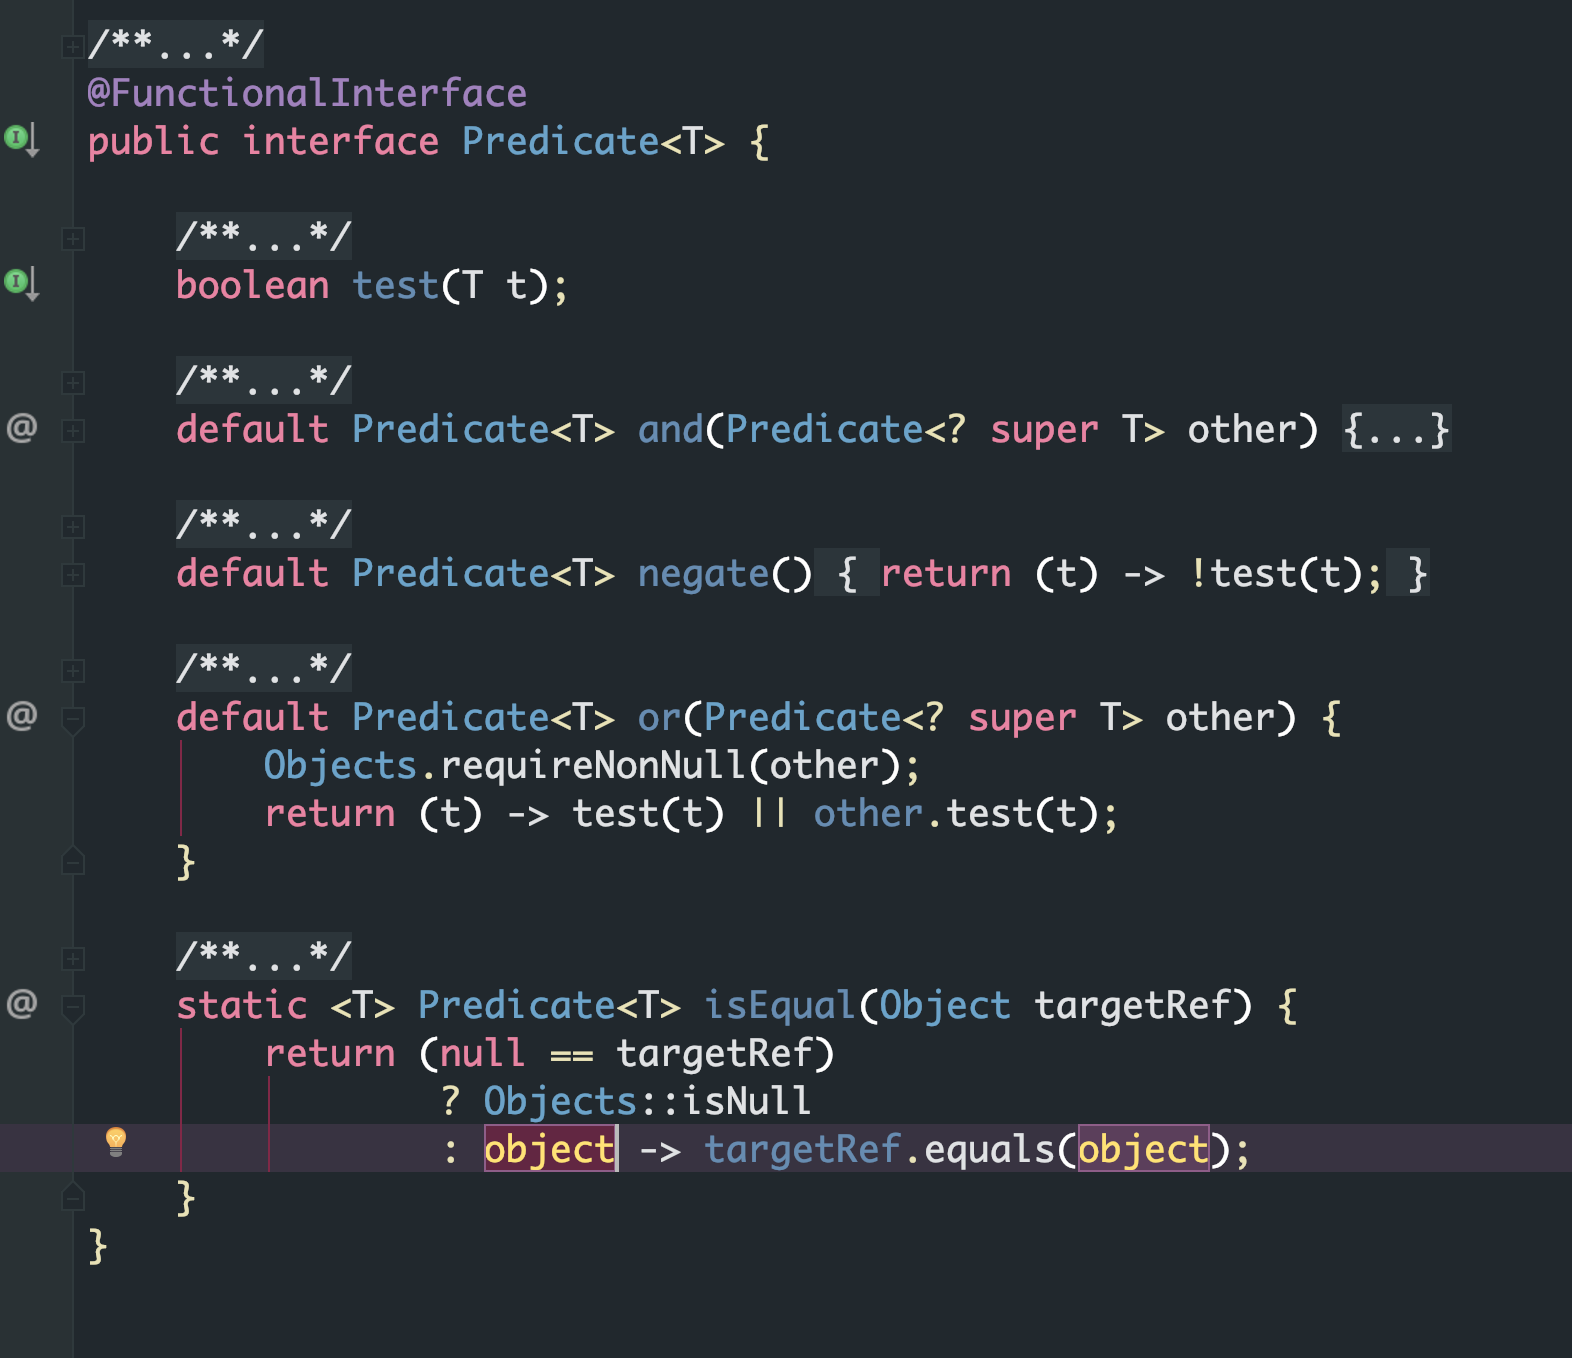 /**...*/
@FunctionalInterface
public interface Predicate<T> {
/**...*/
boolean test(T t);
/**...*/
@ default Predicate<T> and(Predicate<? super T> other) {...}
/**...*/
default Predicate<T> negate() { return (t) -> !test(t); }
/**...*/
@ default Predicate<T> or(Predicate<? super T> other) {
Objects.requireNonNull(other);
return (t) -> test(t) || other.test(t);
}
/**...*/
@ static <T> Predicate<T> isEqual(Object targetRef) {
return (null == targetRef)
? Objects::isNull
: object -> targetRef.equals(object);
}
}